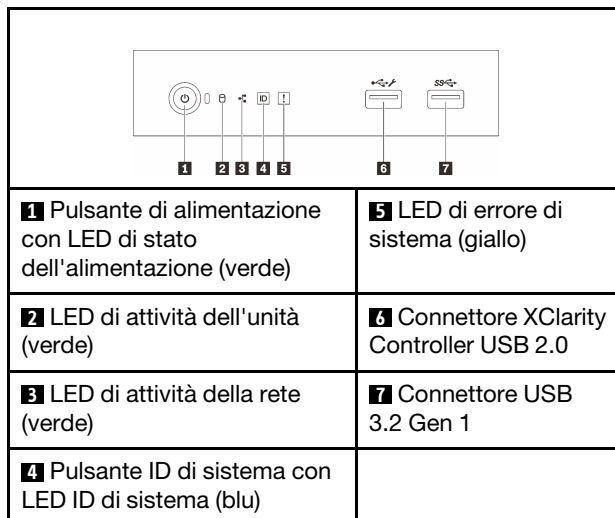 ID
!
SS
1 2 3 4 5 6 7
1 Pulsante di alimentazione
con LED di stato
dell'alimentazione (verde)
5 LED di errore di
sistema (giallo)
2 LED di attività dell'unità
(verde)
6 Connettore XClarity
Controller USB 2.0
3 LED di attività della rete
(verde)
7 Connettore USB
3.2 Gen 1
4 Pulsante ID di sistema con
LED ID di sistema (blu)